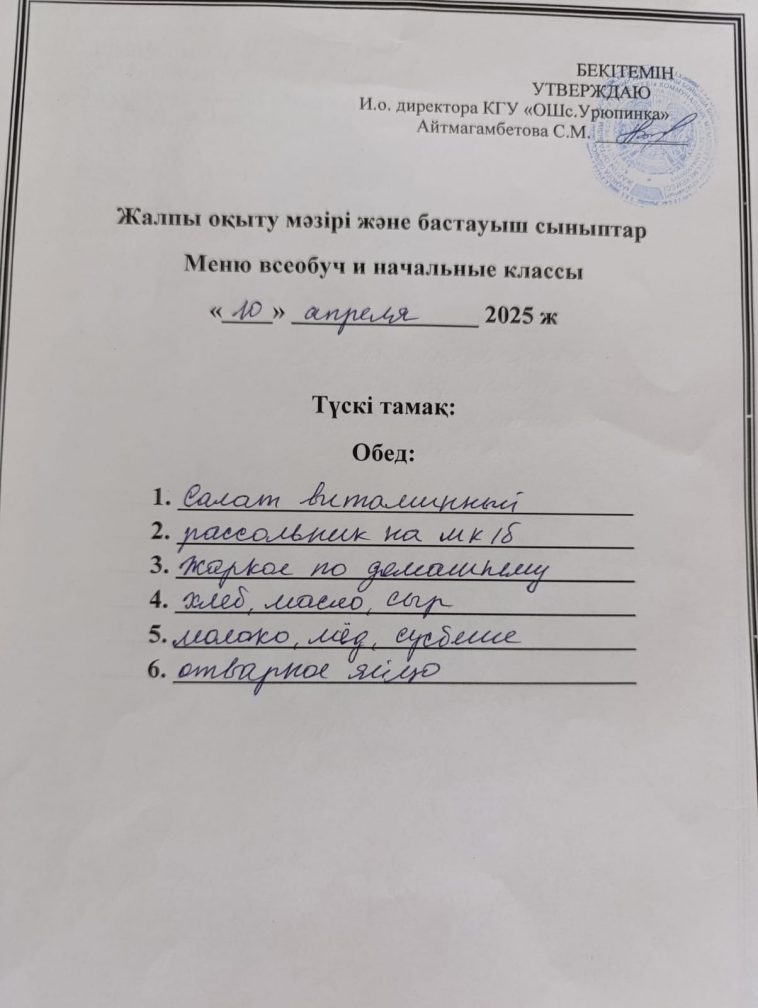 БЕКІТЕМІН
УТВЕРЖДАЮ
И.о. директора КГУ «ОШс.Урюпинка»
Айтмагамбетова С.М.
Жалпы оқыту мәзірі және бастауыш сыныптар
Меню всеобуч и начальные классы
«10» апреля 2025 ж
Түскі тамақ:
Обед:
1. Салат витаминный
2. рассольник на мк/б
3. Жаркое по домашнему
4. хлеб, масло, сыр
5. молоко, мёд,
6. отварное яйцо